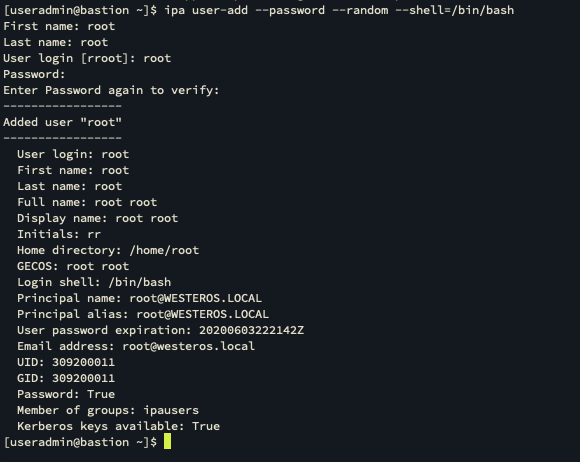 [useradmin@bastion ~]$ ipa user-add --password --random --shell=/bin/bash
First name: root
Last name: root
User login [rroot]: root
Password:
Enter Password again to verify:
-----------------
Added user "root"
-----------------
  User login: root
  First name: root
  Last name: root
  Full name: root root
  Display name: root root
  Initials: rr
  Home directory: /home/root
  GECOS: root root
  Login shell: /bin/bash
  Principal name: root@WESTEROS.LOCAL
  Principal alias: root@WESTEROS.LOCAL
  User password expiration: 20200603222142Z
  Email address: root@westeros.local
  UID: 309200011
  GID: 309200011
  Password: True
  Member of groups: ipausers
  Kerberos keys available: True
[useradmin@bastion ~]$